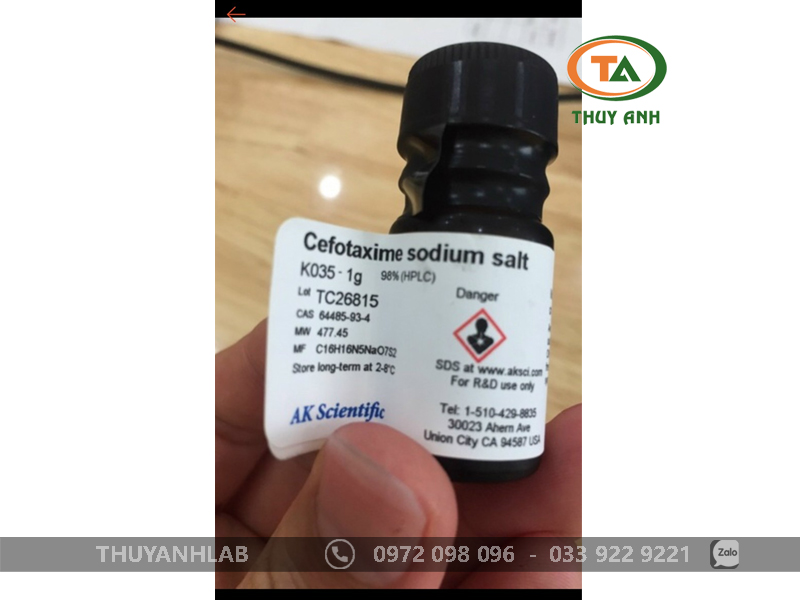 TA
THUY ANH
Cefotaxime sodium salt
K035 - 1g 98% (HPLC)
Lot TC26815
CAS 64485-93-4
MW 477.45
MF C16H16N5NaO7S2
Store long-term at 2-8°C
AK Scientific
Danger
SDS at www.aksci.com
For R&D use only
Tel: 1-510-429-8835
30023 Ahern Ave
Union City CA 94587 USA
THUYANHLAB 0972 098 096 - 033 922 9221 Zalo